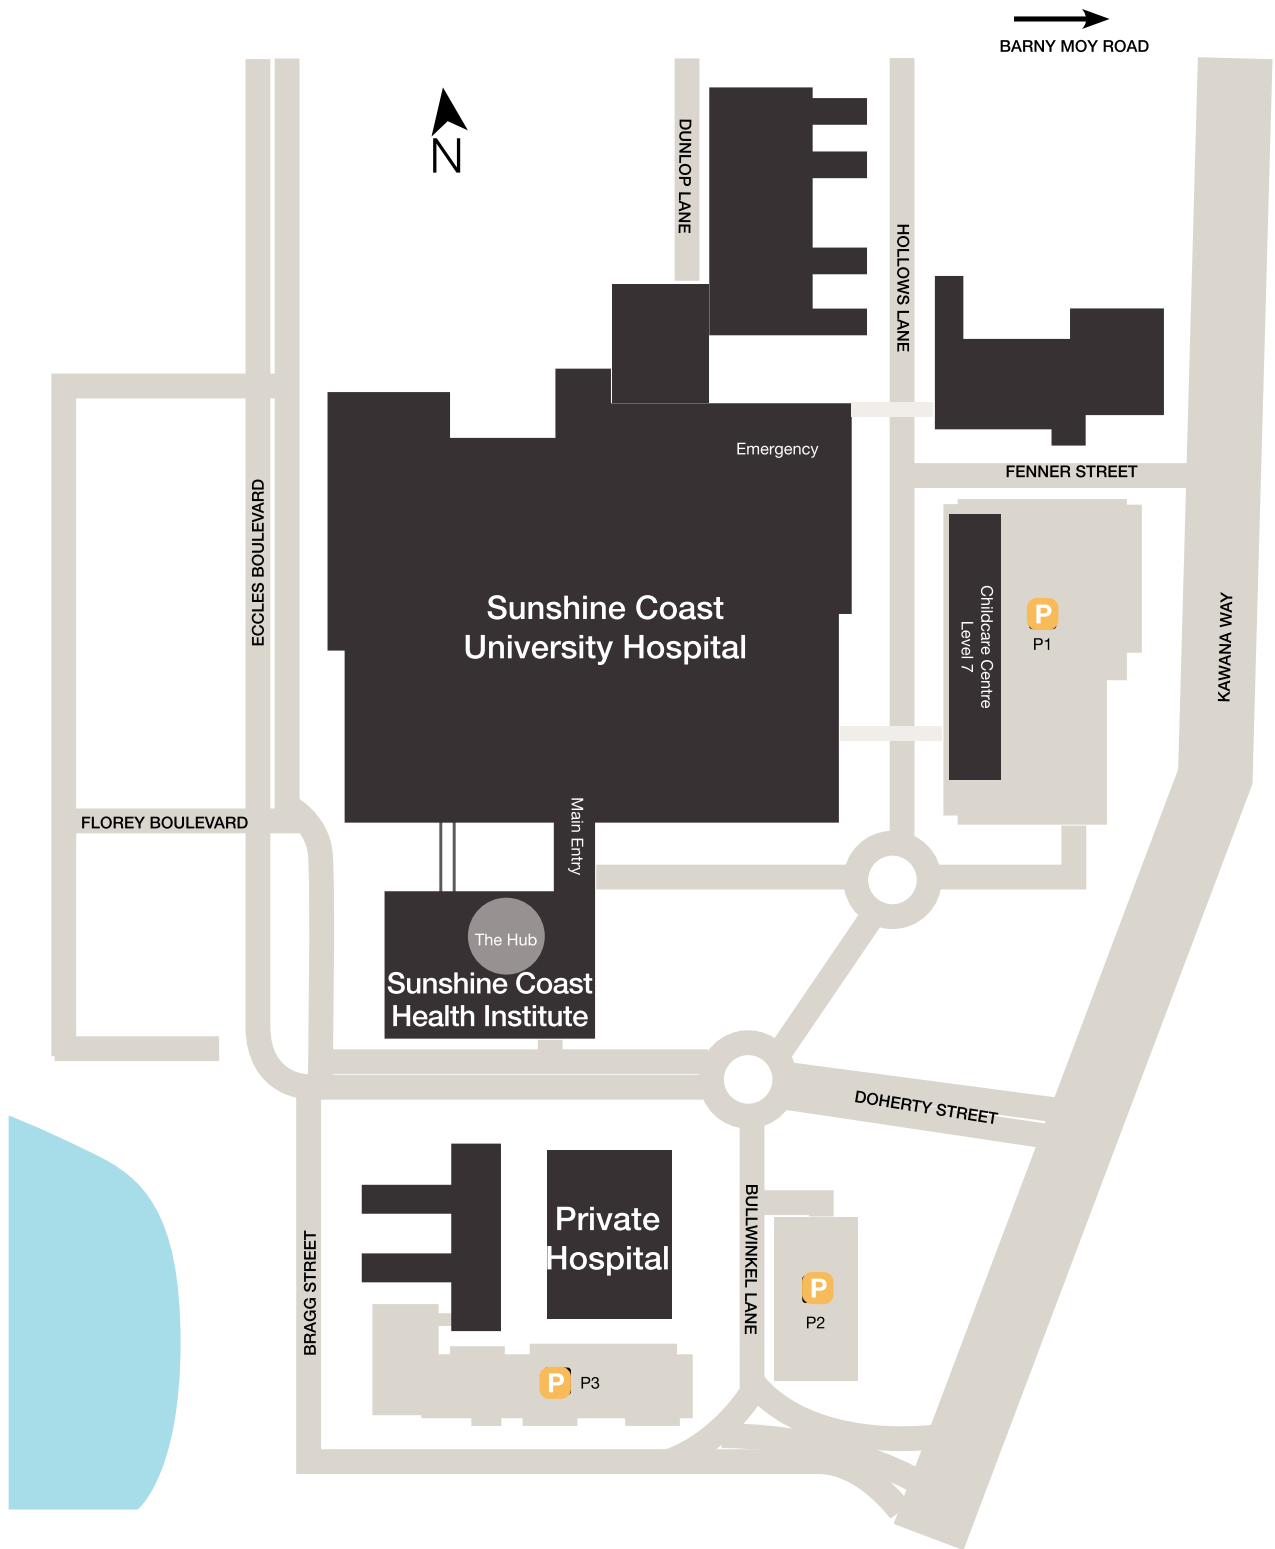 BARNY MOY ROAD
N
DUNLOP LANE
HOLLOWS LANE
Emergency
FENNER STREET
ECCLES BOULEVARD
Sunshine Coast
University Hospital
Childcare Centre
Level 7
P
P1
KAWANA WAY
FLOREY BOULEVARD
Main Entry
The Hub
Sunshine Coast
Health Institute
DOHERTY STREET
Private
Hospital
BULLWINKEL LANE
BRAGG STREET
P
P2
P
P3